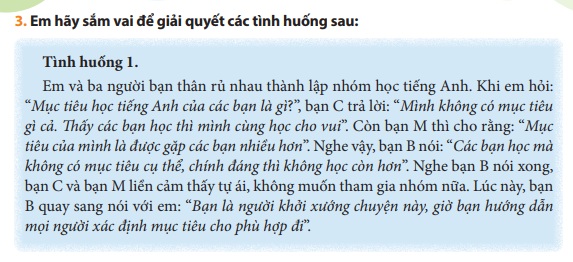 3. Em hãy sắm vai để giải quyết các tình huống sau:
Tình huống 1.
Em và ba người bạn thân rủ nhau thành lập nhóm học tiếng Anh. Khi em hỏi:
“Mục tiêu học tiếng Anh của các bạn là gì?”, bạn C trả lời: “Mình không có mục tiêu
gì cả. Thấy các bạn học thì mình cùng học cho vui”. Còn bạn M thì cho rằng: “Mục
tiêu của mình là được gặp các bạn nhiều hơn”. Nghe vậy, bạn B nói: “Các bạn học mà
không có mục tiêu cụ thể, chính đáng thì không học còn hơn”. Nghe bạn B nói xong,
bạn C và bạn M liền cảm thấy tự ái, không muốn tham gia nhóm nữa. Lúc này, bạn
B quay sang nói với em: “Bạn là người khởi xướng chuyện này, giờ bạn hướng dẫn
mọi người xác định mục tiêu cho phù hợp đi”.